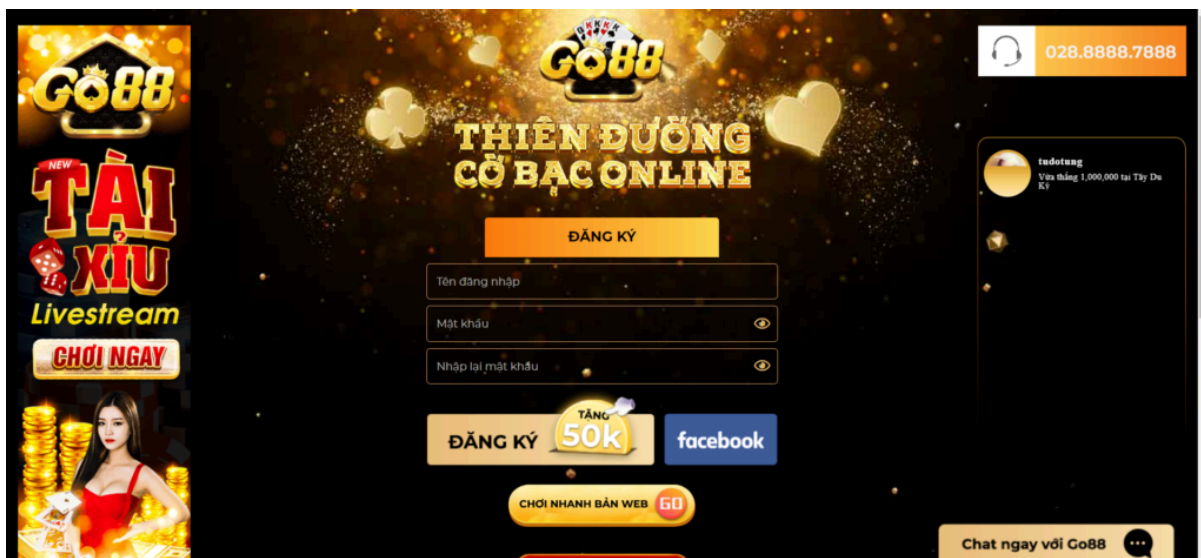 Go88
NEW
TÀI
XỈU
Livestream
CHƠI NGAY
Go88
THIÊN ĐƯỜNG
CỜ BẠC ONLINE
ĐĂNG KÝ
Tên đăng nhập
Mật khẩu
Nhập lại mật khẩu
ĐĂNG KÝ
TẶNG
50K
facebook
CHƠI NHANH BẢN WEB GO
028.8888.7888
tudotung
Vừa thắng 1,000,000 tại Tây Du
Ký
Chat ngay với Go88